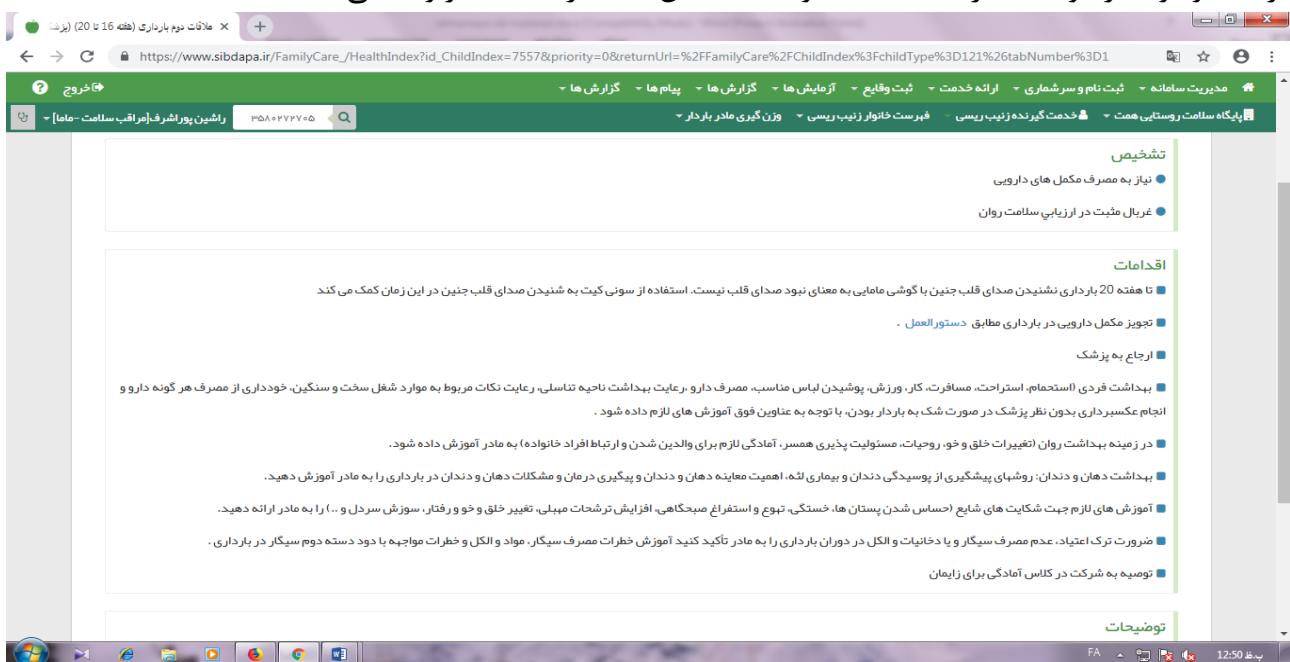 ملاقات دوم بارداری (هفته 16 تا 20) (پزشـ
https://www.sibdapa.ir/FamilyCare_/HealthIndex?id_ChildIndex=7557&priority=0&returnUrl=%2FFamilyCare%2FChildIndex%3FchildType%3D121%26tabNumber%3D1
مدیریت سامانه ثبت نام و سر شماری ارائه خدمت ثبت وقایع آزمایش ها گزارش ها پیام ها گزارش ها خروج
پایگاه سلامت روستایی همت خدمت گیرنده زنیب ریسی فهرست خانوار زنیب ریسی وزن گیری مادر باردار ۳۵۸۰۲۷۲۷۰۵ راشین پوراشرف[مراقب سلامت -ماما]
تشخیص
نیاز به مصرف مکمل های دارویی
غربال مثبت در ارزیابي سلامت روان
اقدامات
تا هفته 20 بارداری نشنیدن صدای قلب جنین با گوشی مامایی به معنای نبود صدای قلب نیست. استفاده از سونی کیت به شنیدن صدای قلب جنین در این زمان کمک می کند
تجویز مکمل دارویی در بارداری مطابق دستورالعمل .
ارجاع به پزشک
بهداشت فردی (استحمام، استراحت، مسافرت، کار، ورزش، پوشیدن لباس مناسب، مصرف دارو ،رعایت بهداشت ناحیه تناسلی، رعایت نکات مربوط به موارد شغل سخت و سنگین، خودداری از مصرف هر گونه دارو و
انجام عکسبرداری بدون نظر پزشک در صورت شک به باردار بودن، با توجه به عناوین فوق آموزش های لازم داده شود .
در زمینه بهداشت روان (تغییرات خلق و خو، روحیات، مسئولیت پذیری همسر، آمادگی لازم برای والدین شدن و ارتباط افراد خانواده) به مادر آموزش داده شود.
بهداشت دهان و دندان: روشهای پیشگیری از پوسیدگی دندان و بیماری لثه، اهمیت معاینه دهان و دندان و پیگیری درمان و مشکلات دهان و دندان در بارداری را به مادر آموزش دهید.
آموزش های لازم جهت شکایت های شایع (حساس شدن پستان ها، خستگی، تهوع و استفراغ صبحگاهی، افزایش ترشحات مهبلی، تغییر خلق و خو و رفتار، سوزش سردل و ..) را به مادر ارائه دهید.
ضرورت ترک اعتیاد، عدم مصرف سیگار و یا دخانیات و الکل در دوران بارداری را به مادر تأکید کنید آموزش خطرات مصرف سیگار، مواد و الکل و خطرات مواجهه با دود دسته دوم سیگار در بارداری .
توصیه به شرکت در کلاس آمادگی برای زایمان
توضیحات
FA 12:50 ب.ظ